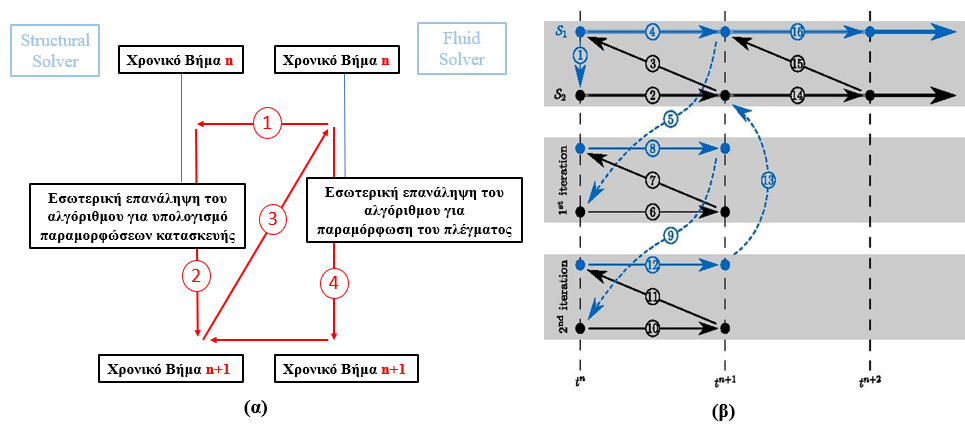 Structural
Solver
Χρονικό Βήμα n
Χρονικό Βήμα n
Fluid
Solver
1
Εσωτερική επανάληψη του
αλγόριθμου για υπολογισμό
παραμορφώσεων κατασκευής
Εσωτερική επανάληψη του
αλγόριθμου για
παραμόρφωση του πλέγματος
3
2
4
Χρονικό Βήμα n+1
Χρονικό Βήμα n+1
(α)
S1
4
16
1
3
15
S2
2
14
5
1st iteration
8
7
6
13
9
2nd iteration
12
11
10
t^n
t^n+1
t^n+2
(β)